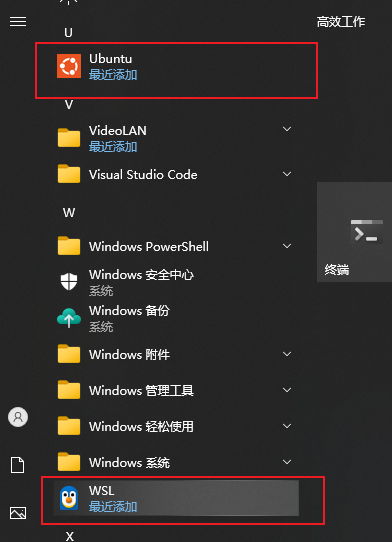 高效工作
U
Ubuntu
最近添加
V
VideoLAN
最近添加
Visual Studio Code
W
Windows PowerShell
Windows 安全中心
系统
Windows 备份
系统
终端
Windows 附件
Windows 管理工具
Windows 轻松使用
Windows 系统
WSL
最近添加
X